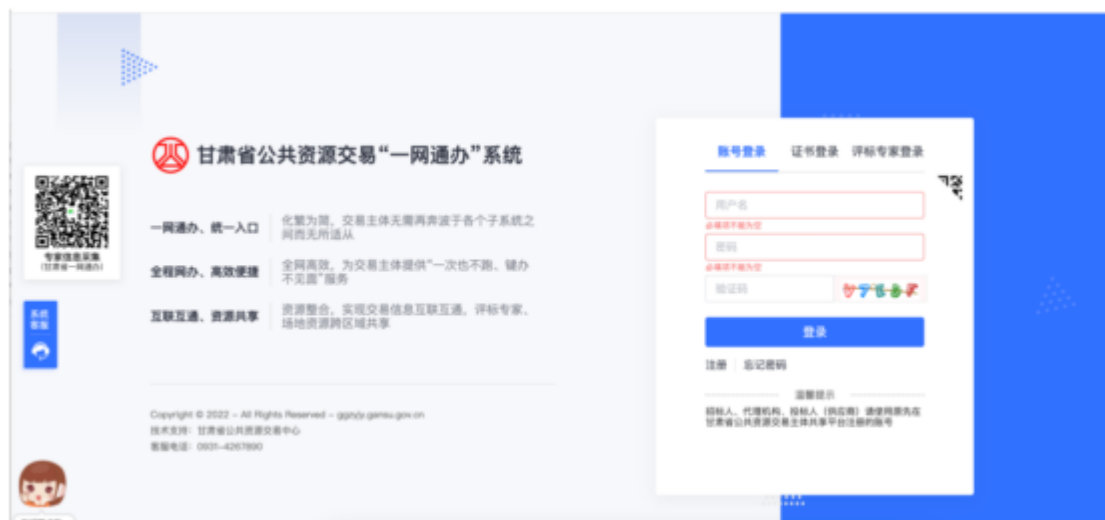 甘肃省公共资源交易“一网通办”系统
专家信息采集
(甘肃省一网通办)
系统
客服
一网通办、统一入口
化繁为简，交易主体无需再奔波于各个子系统之
间而无所适从
全程网办、高效便捷
全网高效，为交易主体提供“一次也不跑、键办
不见面”服务
互联互通、资源共享
资源整合，实现交易信息互联互通，评标专家、
场地资源跨区域共享
Copyright © 2022 - All Rights Reserved - ggzyjy.gansu.gov.cn
技术支持：甘肃省公共资源交易中心
客服电话：0931-4267890
账号登录 证书登录 评标专家登录
用户名
必填项不能为空
密码
必填项不能为空
验证码
登录
注册 忘记密码
温馨提示
招标人、代理机构、投标人（供应商）请使用原先在
甘肃省公共资源交易主体共享平台注册的账号